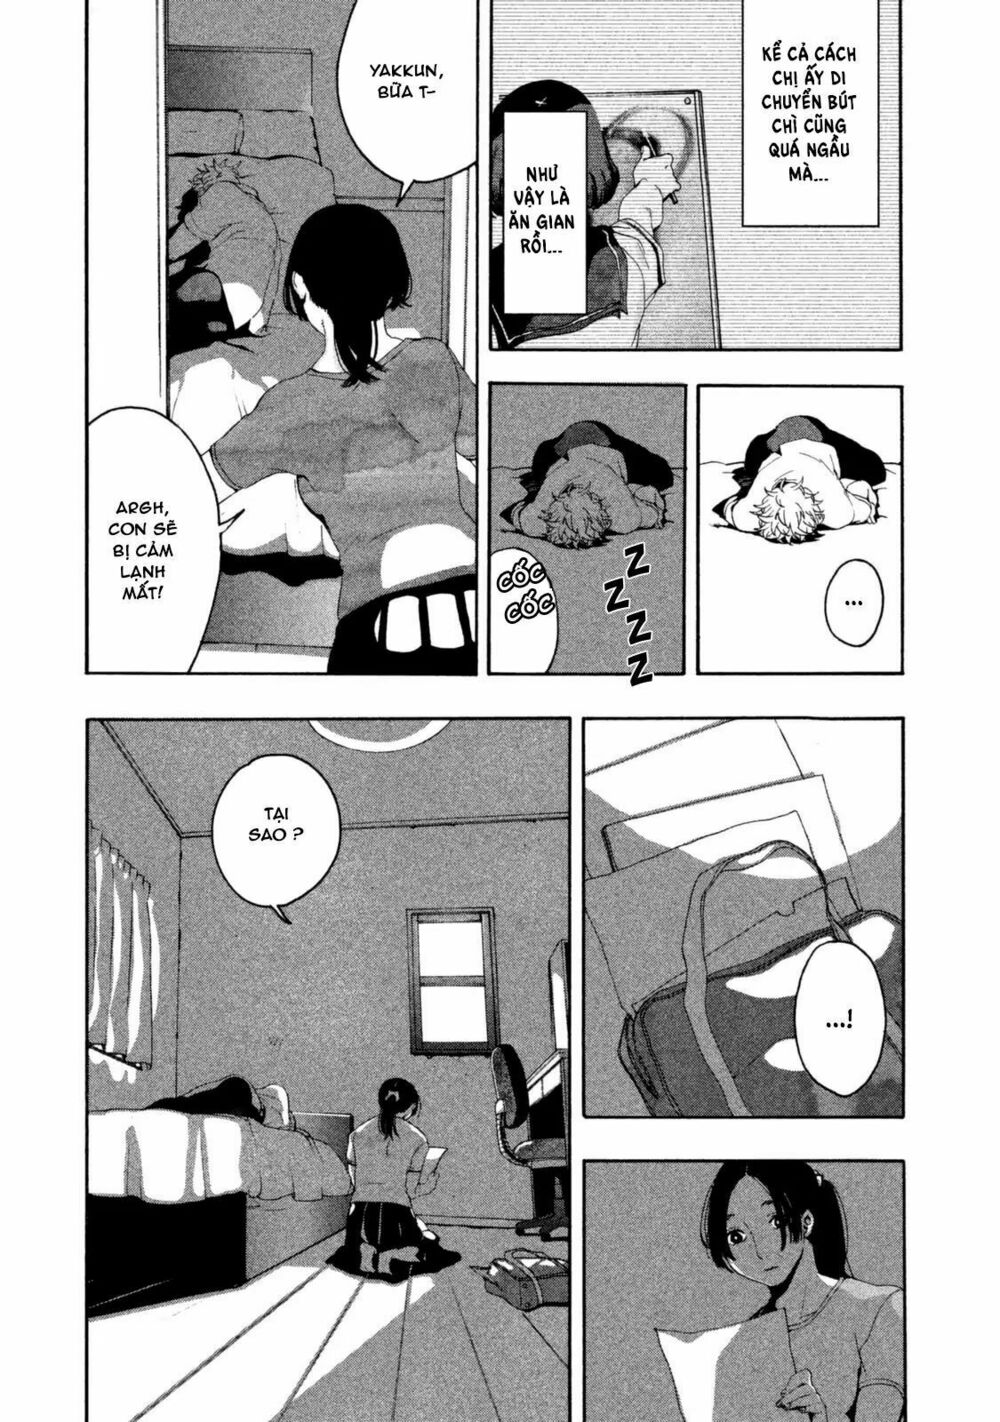 KỂ CẢ CÁCH
CHỊ ẤY DI
CHUYỂN BÚT
CHÌ CŨNG
QUÁ NGẦU
MÀ...
NHƯ
VẬY LÀ
ĂN GIAN
RỒI...
...
CỐC
CỐC
Z
Z
Z
Z
YAKKUN,
BỮA T-
ARGH,
CON SẼ
BỊ CẢM
LẠNH
MẤT!
...!
TẠI
SAO ?